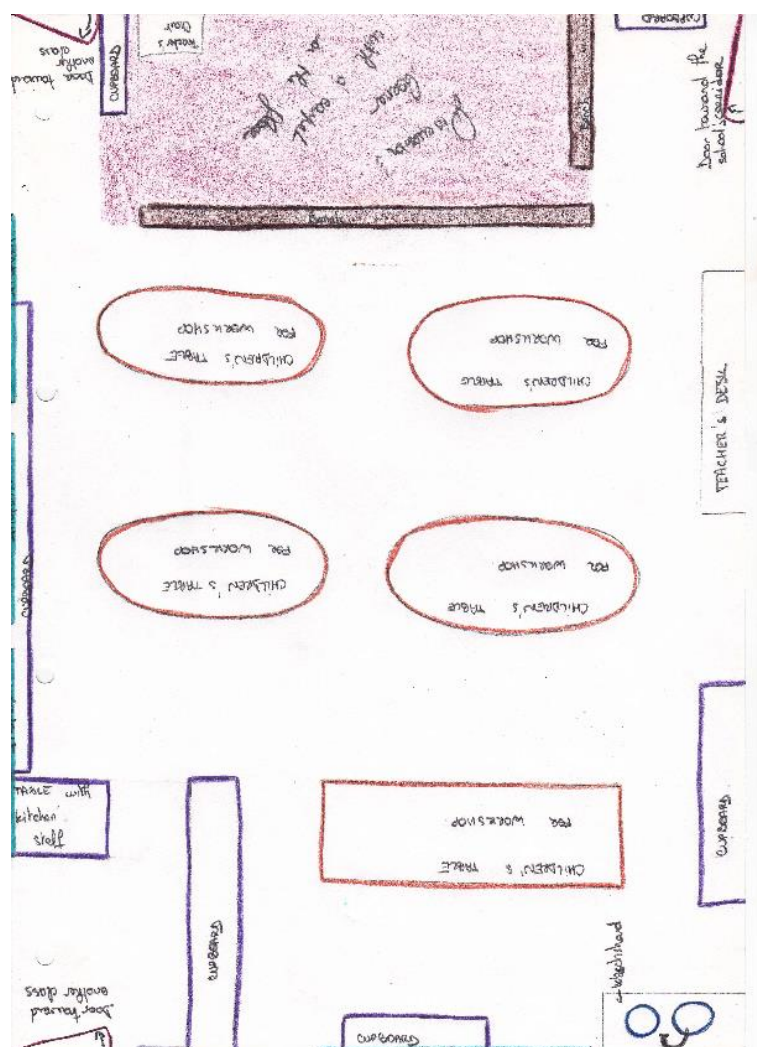 Teacher's
Chair
CUPBOARD
Door toward
another
class
Discussion's
Corner
with a carpet
on the floor
Bench
Bench
CUPBOARD
Door toward the
school's corridor
CHILDREN'S TABLE
FOR WORKSHOP
CHILDREN'S TABLE
FOR WORKSHOP
TEACHER'S DESK
CHILDREN'S TABLE
FOR WORKSHOP
CHILDREN'S TABLE
FOR WORKSHOP
CUPBOARD
TABLE with
kitchen
CHILDREN'S TABLE
FOR WORKSHOP
CUPBOARD
CUPBOARD
Door toward
another class
CUPBOARD